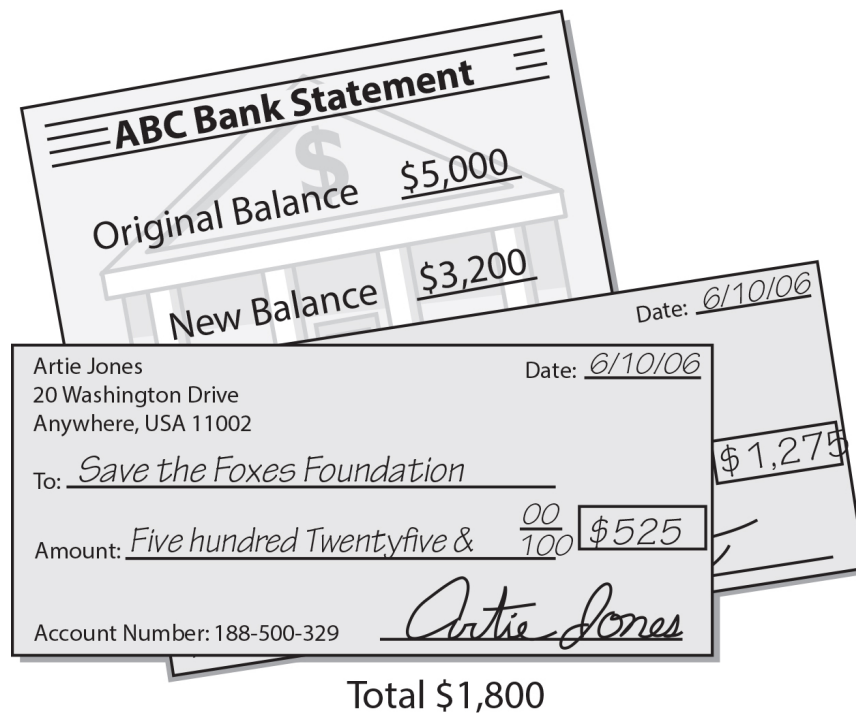 ABC Bank Statement
$
Original Balance $5,000
New Balance $3,200
Date: 6/10/06
$1,275
Artie Jones
20 Washington Drive
Anywhere, USA 11002
Date: 6/10/06
To: Save the Foxes Foundation
Amount: Five hundred Twentyfive & 00/100 $525
Account Number: 188-500-329 Artie Jones
Total $1,800